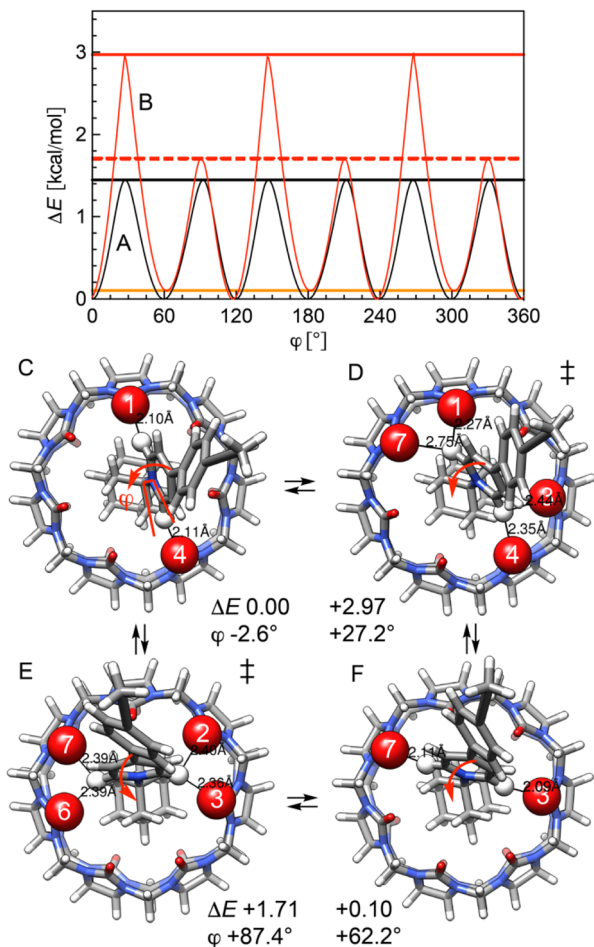 3
B
2
ΔE [kcal/mol]
1
A
0
0 60 120 180 240 300 360
φ [°]
C
D
‡
1
2.10Å
φ
2.11Å
4
1
7
2.27Å
2.75Å
2.44Å
2.35Å
4
ΔE 0.00 +2.97
φ -2.6° +27.2°
E
‡
F
7
2
2.39Å
2.39Å
2.36Å
6
3
7
2.11Å
2.09Å
3
ΔE +1.71 +0.10
φ +87.4° +62.2°